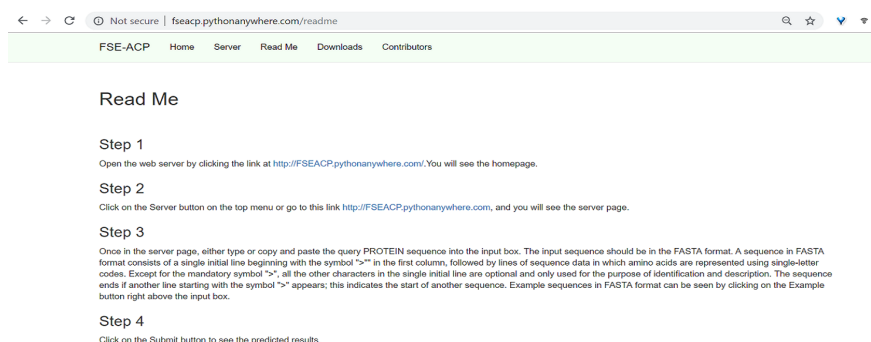 Not secure | fseacp.pythonanywhere.com/readme
FSE-ACP Home Server Read Me Downloads Contributors
Read Me
Step 1
Open the web server by clicking the link at http://FSEACP.pythonanywhere.com/.You will see the homepage.
Step 2
Click on the Server button on the top menu or go to this link http://FSEACP.pythonanywhere.com, and you will see the server page.
Step 3
Once in the server page, either type or copy and paste the query PROTEIN sequence into the input box. The input sequence should be in the FASTA format. A sequence in FASTA
format consists of a single initial line beginning with the symbol ">"" in the first column, followed by lines of sequence data in which amino acids are represented using single-letter
codes. Except for the mandatory symbol ">", all the other characters in the single initial line are optional and only used for the purpose of identification and description. The sequence
ends if another line starting with the symbol ">" appears; this indicates the start of another sequence. Example sequences in FASTA format can be seen by clicking on the Example
button right above the input box.
Step 4
Click on the Submit button to see the predicted results